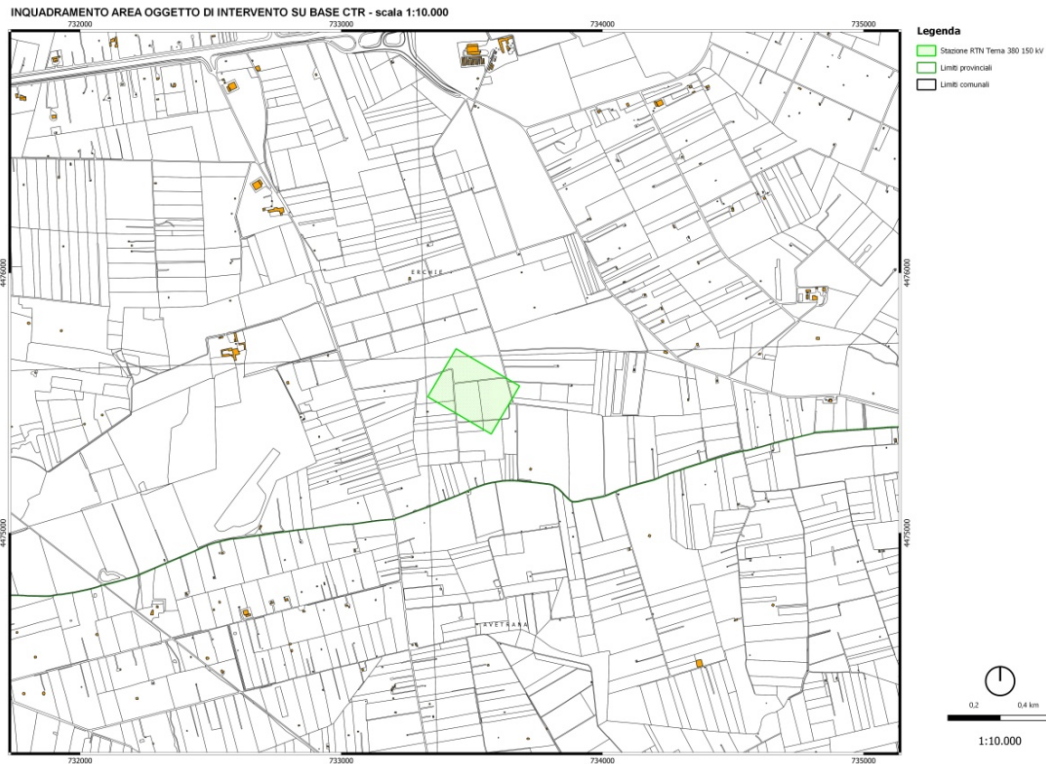 INQUADRAMENTO AREA OGGETTO DI INTERVENTO SU BASE CTR - scala 1:10.000
732000
733000
734000
735000
Legenda
Stazione RTN Terna 380 150 kV
Limiti provinciali
Limiti comunali
4476000
4476000
ERCHIE
4475000
4475000
AVETRANA
0,2
0,4 km
1:10.000
732000
733000
734000
735000